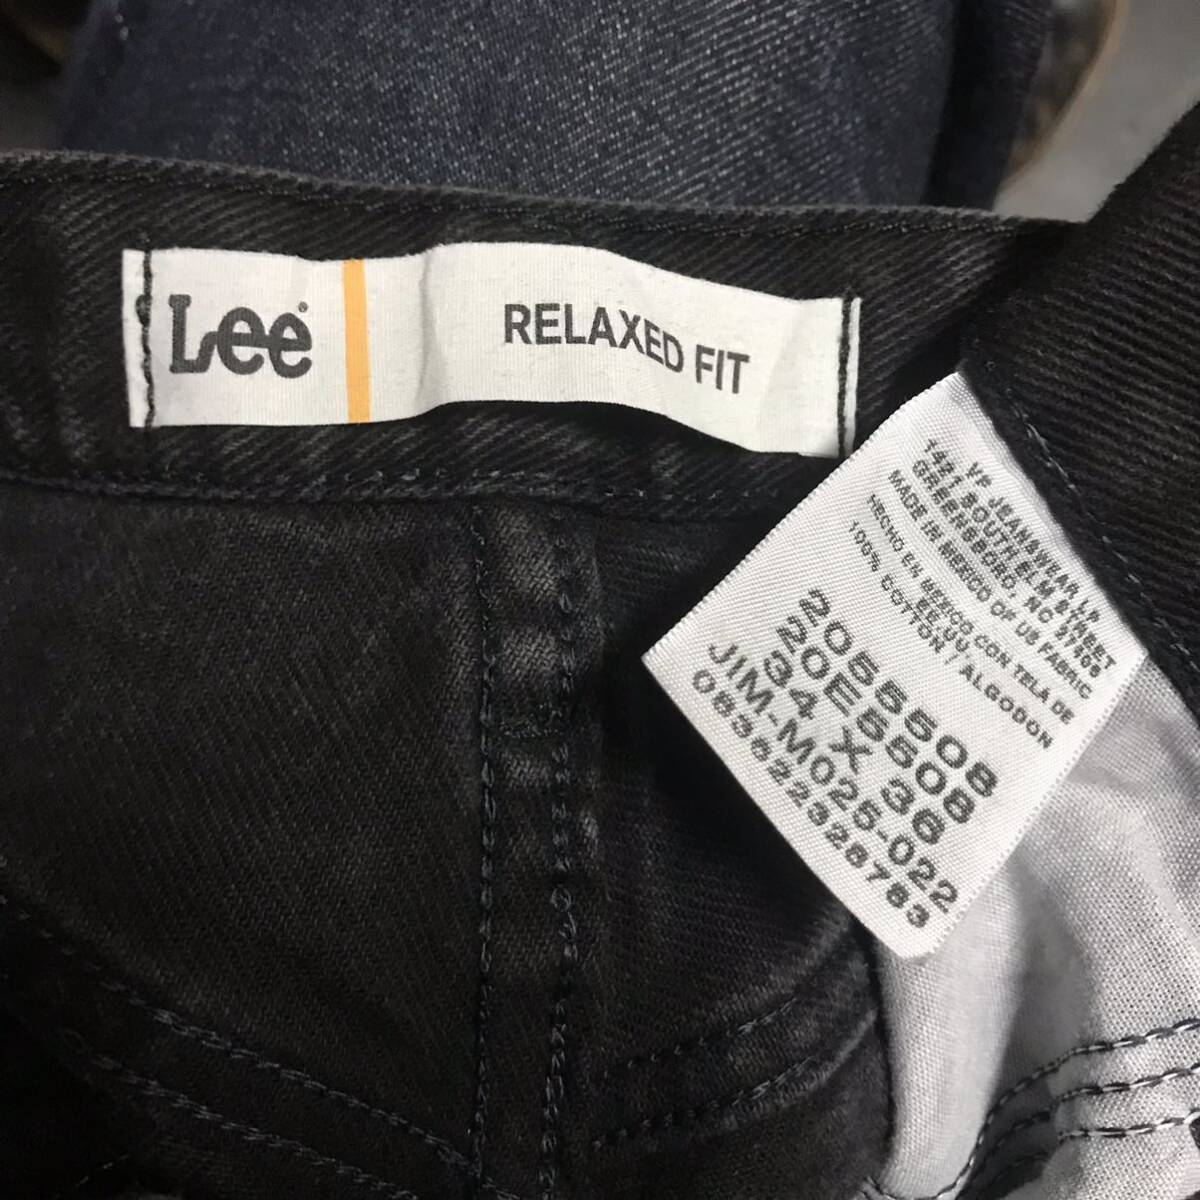 Lee®
RELAXED FIT
VF JEANSWEAR LP
1421 SOUTH ELM STREET
GREENSBORO, NC 27406
MADE IN MEXICO OF US FABRIC
HECHO EN MEXICO CON TELA DE
EE.UU.
100% COTTON / ALGODON
2055508
20E5508
34 X 36
JIM-M025-022
083622328783